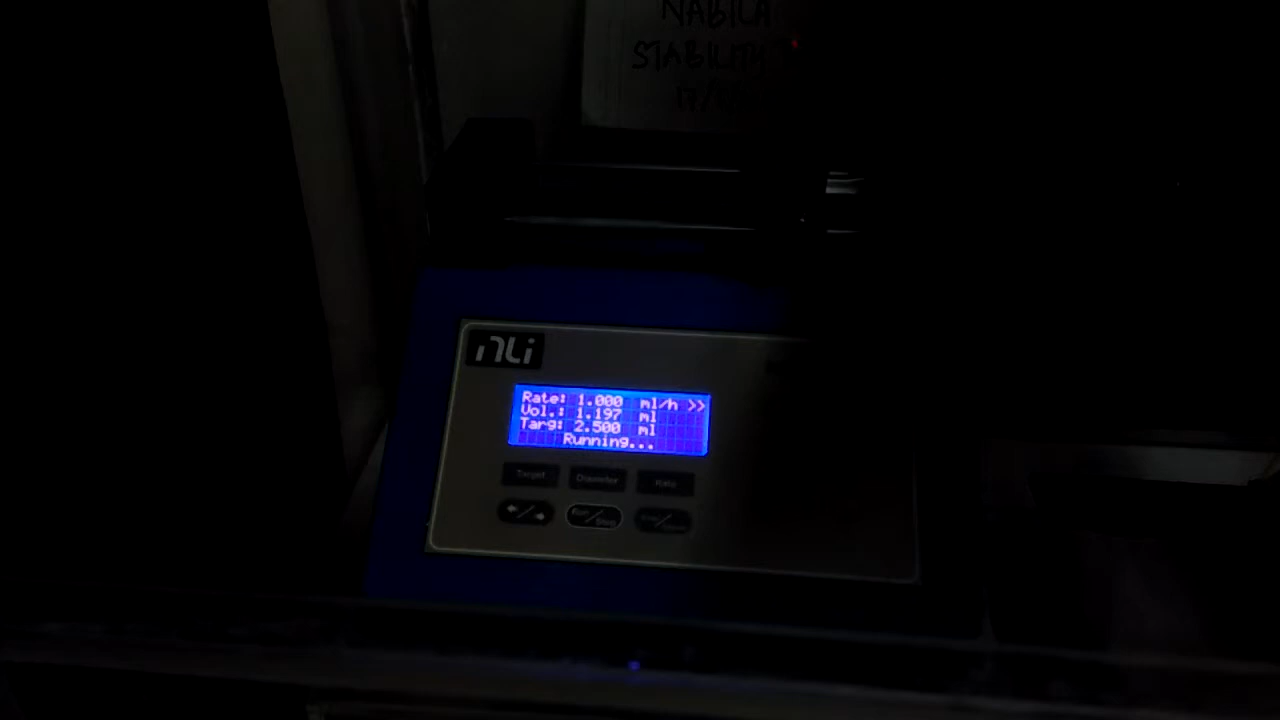 NABILA
STABILITY
nLi
Rate: 1.000 ml/h >>
Vol.: 1.197 ml
Targ: 2.500 ml
Running...
Target
Diameter
Rate
Run/Stop